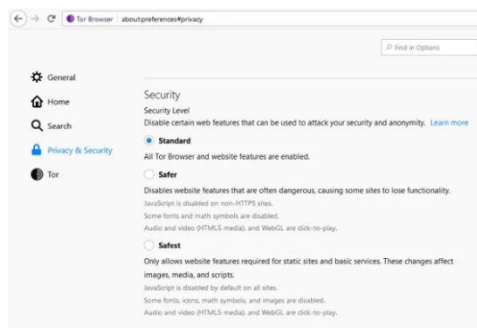 Tor Browser about:preferences#privacy
Find in Options
General
Home
Search
Privacy & Security
Tor
Security
Security Level
Disable certain web features that can be used to attack your security and anonymity. Learn more
Standard
All Tor Browser and website features are enabled.
Safer
Disables website features that are often dangerous, causing some sites to lose functionality.
JavaScript is disabled on non-HTTPS sites.
Some fonts and math symbols are disabled.
Audio and video (HTML5 media), and WebGL are click-to-play.
Safest
Only allows website features required for static sites and basic services. These changes affect
images, media, and scripts.
JavaScript is disabled by default on all sites.
Some fonts, icons, math symbols, and images are disabled.
Audio and video (HTML5 media), and WebGL are click-to-play.